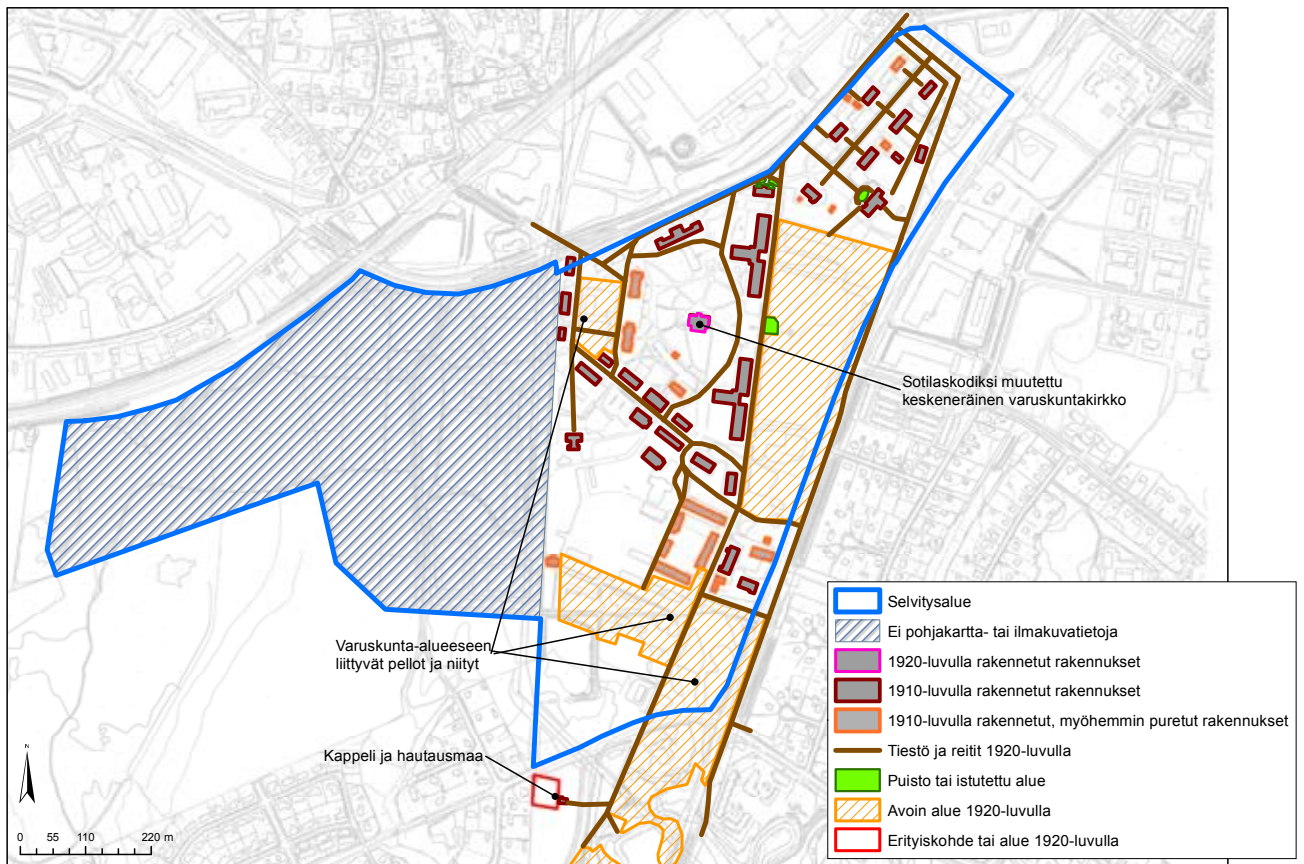 Sotilaskodiksi muutettu
keskeneräinen varuskuntakirkko
Varuskunta-alueeseen
liittyvät pellot ja niityt
Kappeli ja hautausmaa
N
0 55 110 220 m
Selvitysalue
Ei pohjakartta- tai ilmakuvatietoja
1920-luvulla rakennetut rakennukset
1910-luvulla rakennetut rakennukset
1910-luvulla rakennetut, myöhemmin puretut rakennukset
Tiestö ja reitit 1920-luvulla
Puisto tai istutettu alue
Avoin alue 1920-luvulla
Erityiskohde tai alue 1920-luvulla